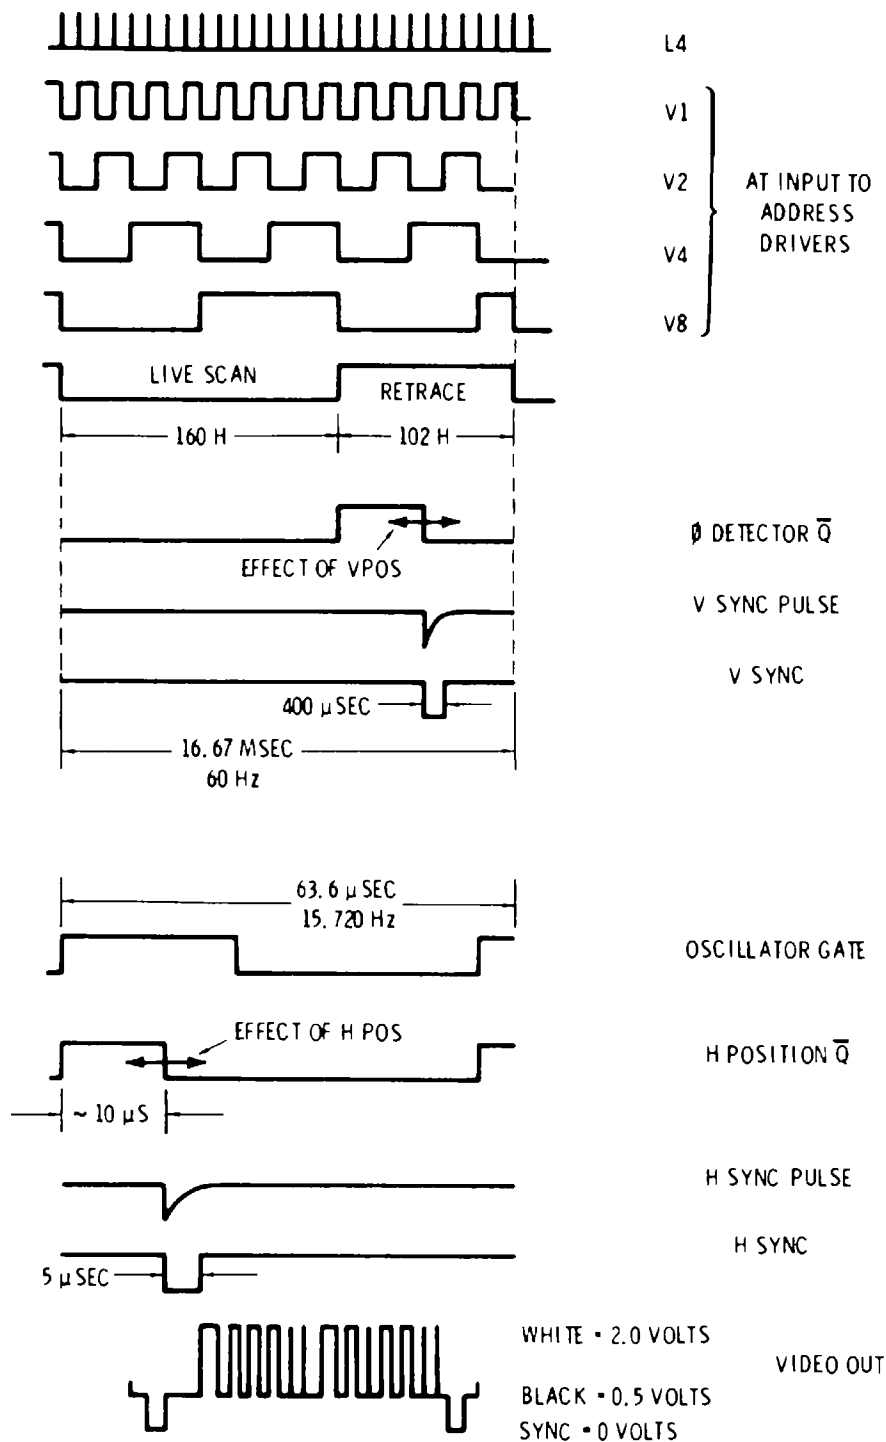 L4
V1
V2
V4
V8
AT INPUT TO
ADDRESS
DRIVERS
LIVE SCAN
RETRACE
160 H
102 H
Ø DETECTOR Q̅
EFFECT OF VPOS
V SYNC PULSE
V SYNC
400 μSEC
16.67 MSEC
60 Hz
63.6 μSEC
15.720 Hz
OSCILLATOR GATE
EFFECT OF H POS
H POSITION Q̅
~ 10 μS
H SYNC PULSE
H SYNC
5 μSEC
WHITE = 2.0 VOLTS
VIDEO OUT
BLACK = 0.5 VOLTS
SYNC = 0 VOLTS